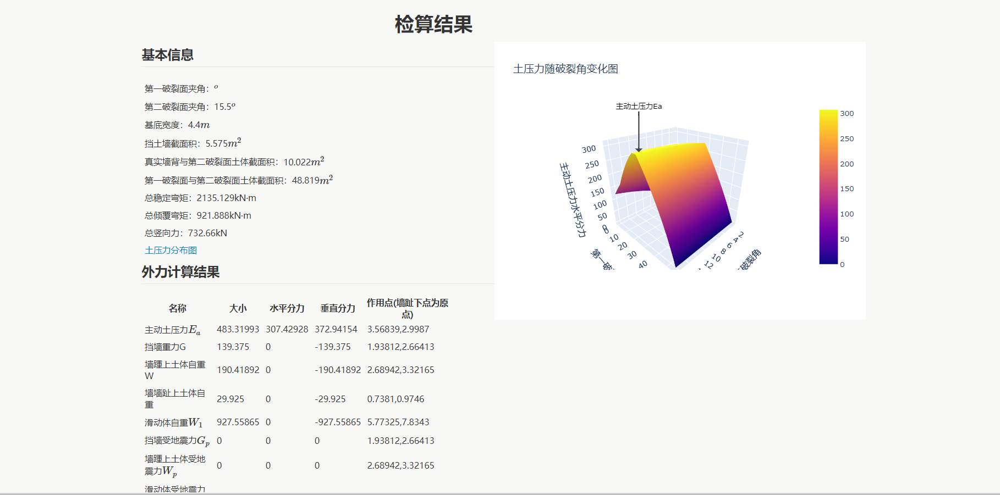 检算结果
基本信息
第一破裂面夹角：o
第二破裂面夹角：15.5o
基底宽度：4.4m
挡土墙截面积：5.575m2
真实墙背与第二破裂面土体截面积：10.022m2
第一破裂面与第二破裂面土体截面积：48.819m2
总稳定弯矩：2135.129kN·m
总倾覆弯矩：921.888kN·m
总竖向力：732.66kN
土压力分布图
外力计算结果
名称 大小 水平分力 垂直分力 作用点(墙趾下点为原
点)
主动土压力Ea 483.31993 307.42928 372.94154 3.56839,2.9987
挡墙重力G 139.375 0 -139.375 1.93812,2.66413
墙踵上土体自重
W 190.41892 0 -190.41892 2.68942,3.32165
墙墙趾上土体自
重 29.925 0 -29.925 0.7381,0.9746
滑动体自重W1 927.55865 0 -927.55865 5.77325,7.8343
挡墙受地震力Gp 0 0 0 1.93812,2.66413
墙踵上土体受地
震力Wp 0 0 0 2.68942,3.32165
滑动体受地震力
土压力随破裂角变化图
主动土压力Ea
主动土压力水平分力
300
250
200
150
100
50
0
0
10
20
30
40
第一破
2
4
6
8
10
12
破裂角
300
250
200
150
100
50
0